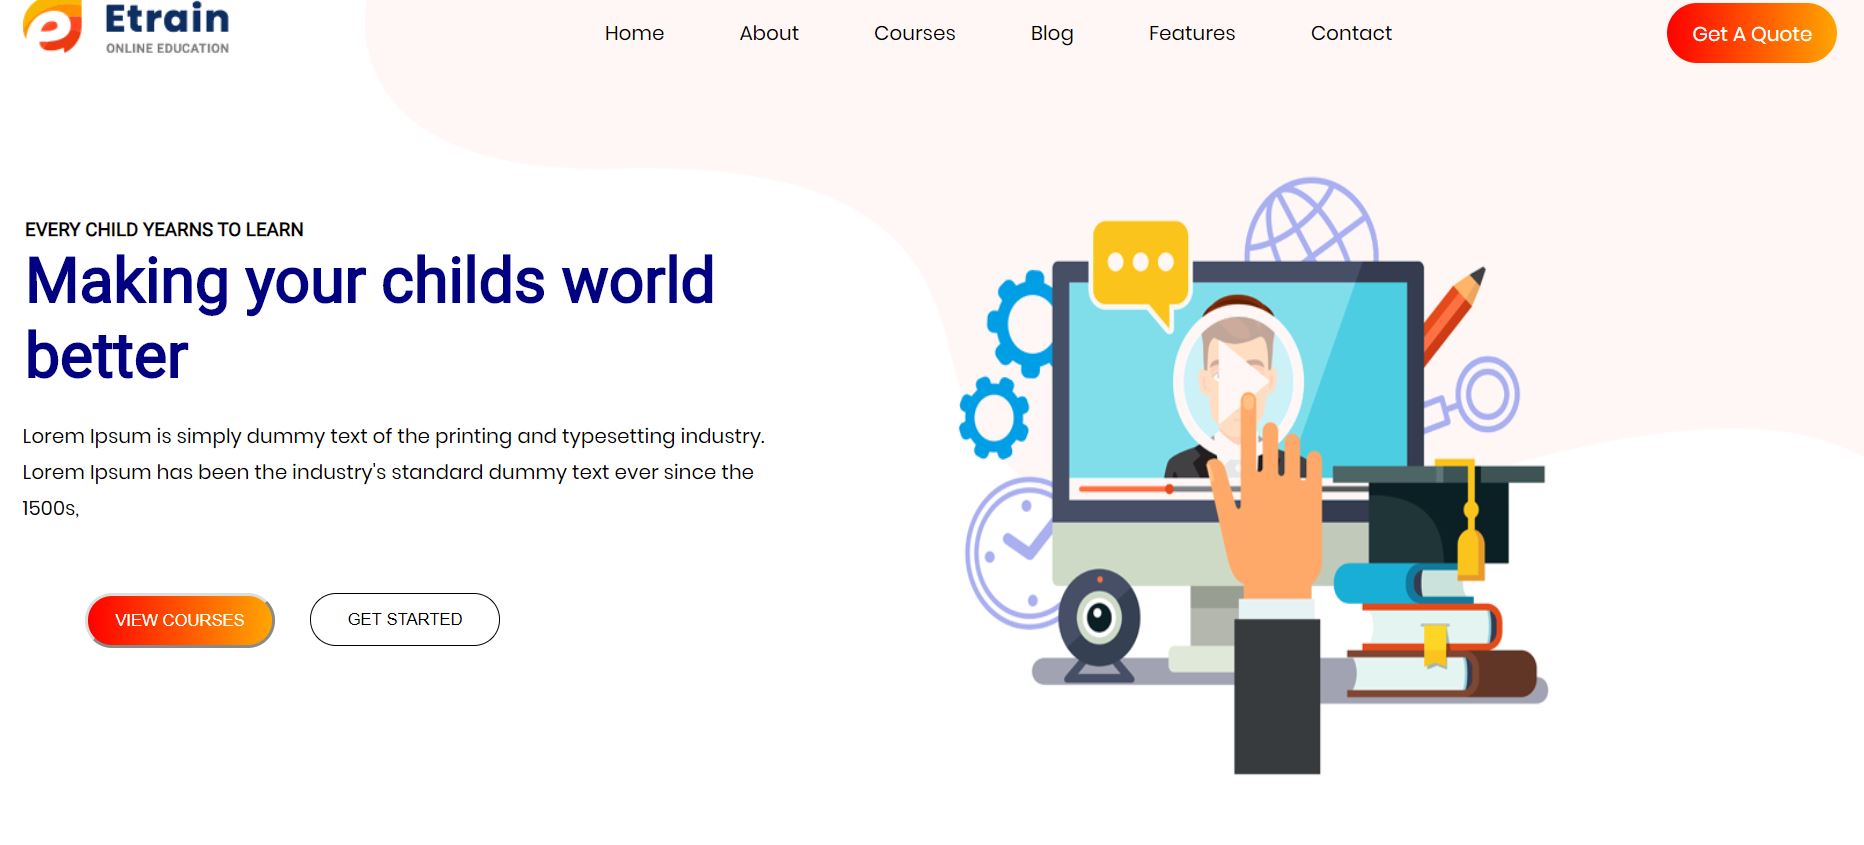 Etrain
ONLINE EDUCATION
Home About Courses Blog Features Contact
Get A Quote
EVERY CHILD YEARNS TO LEARN
Making your childs world
better
Lorem Ipsum is simply dummy text of the printing and typesetting industry.
Lorem Ipsum has been the industry's standard dummy text ever since the
1500s,
VIEW COURSES GET STARTED